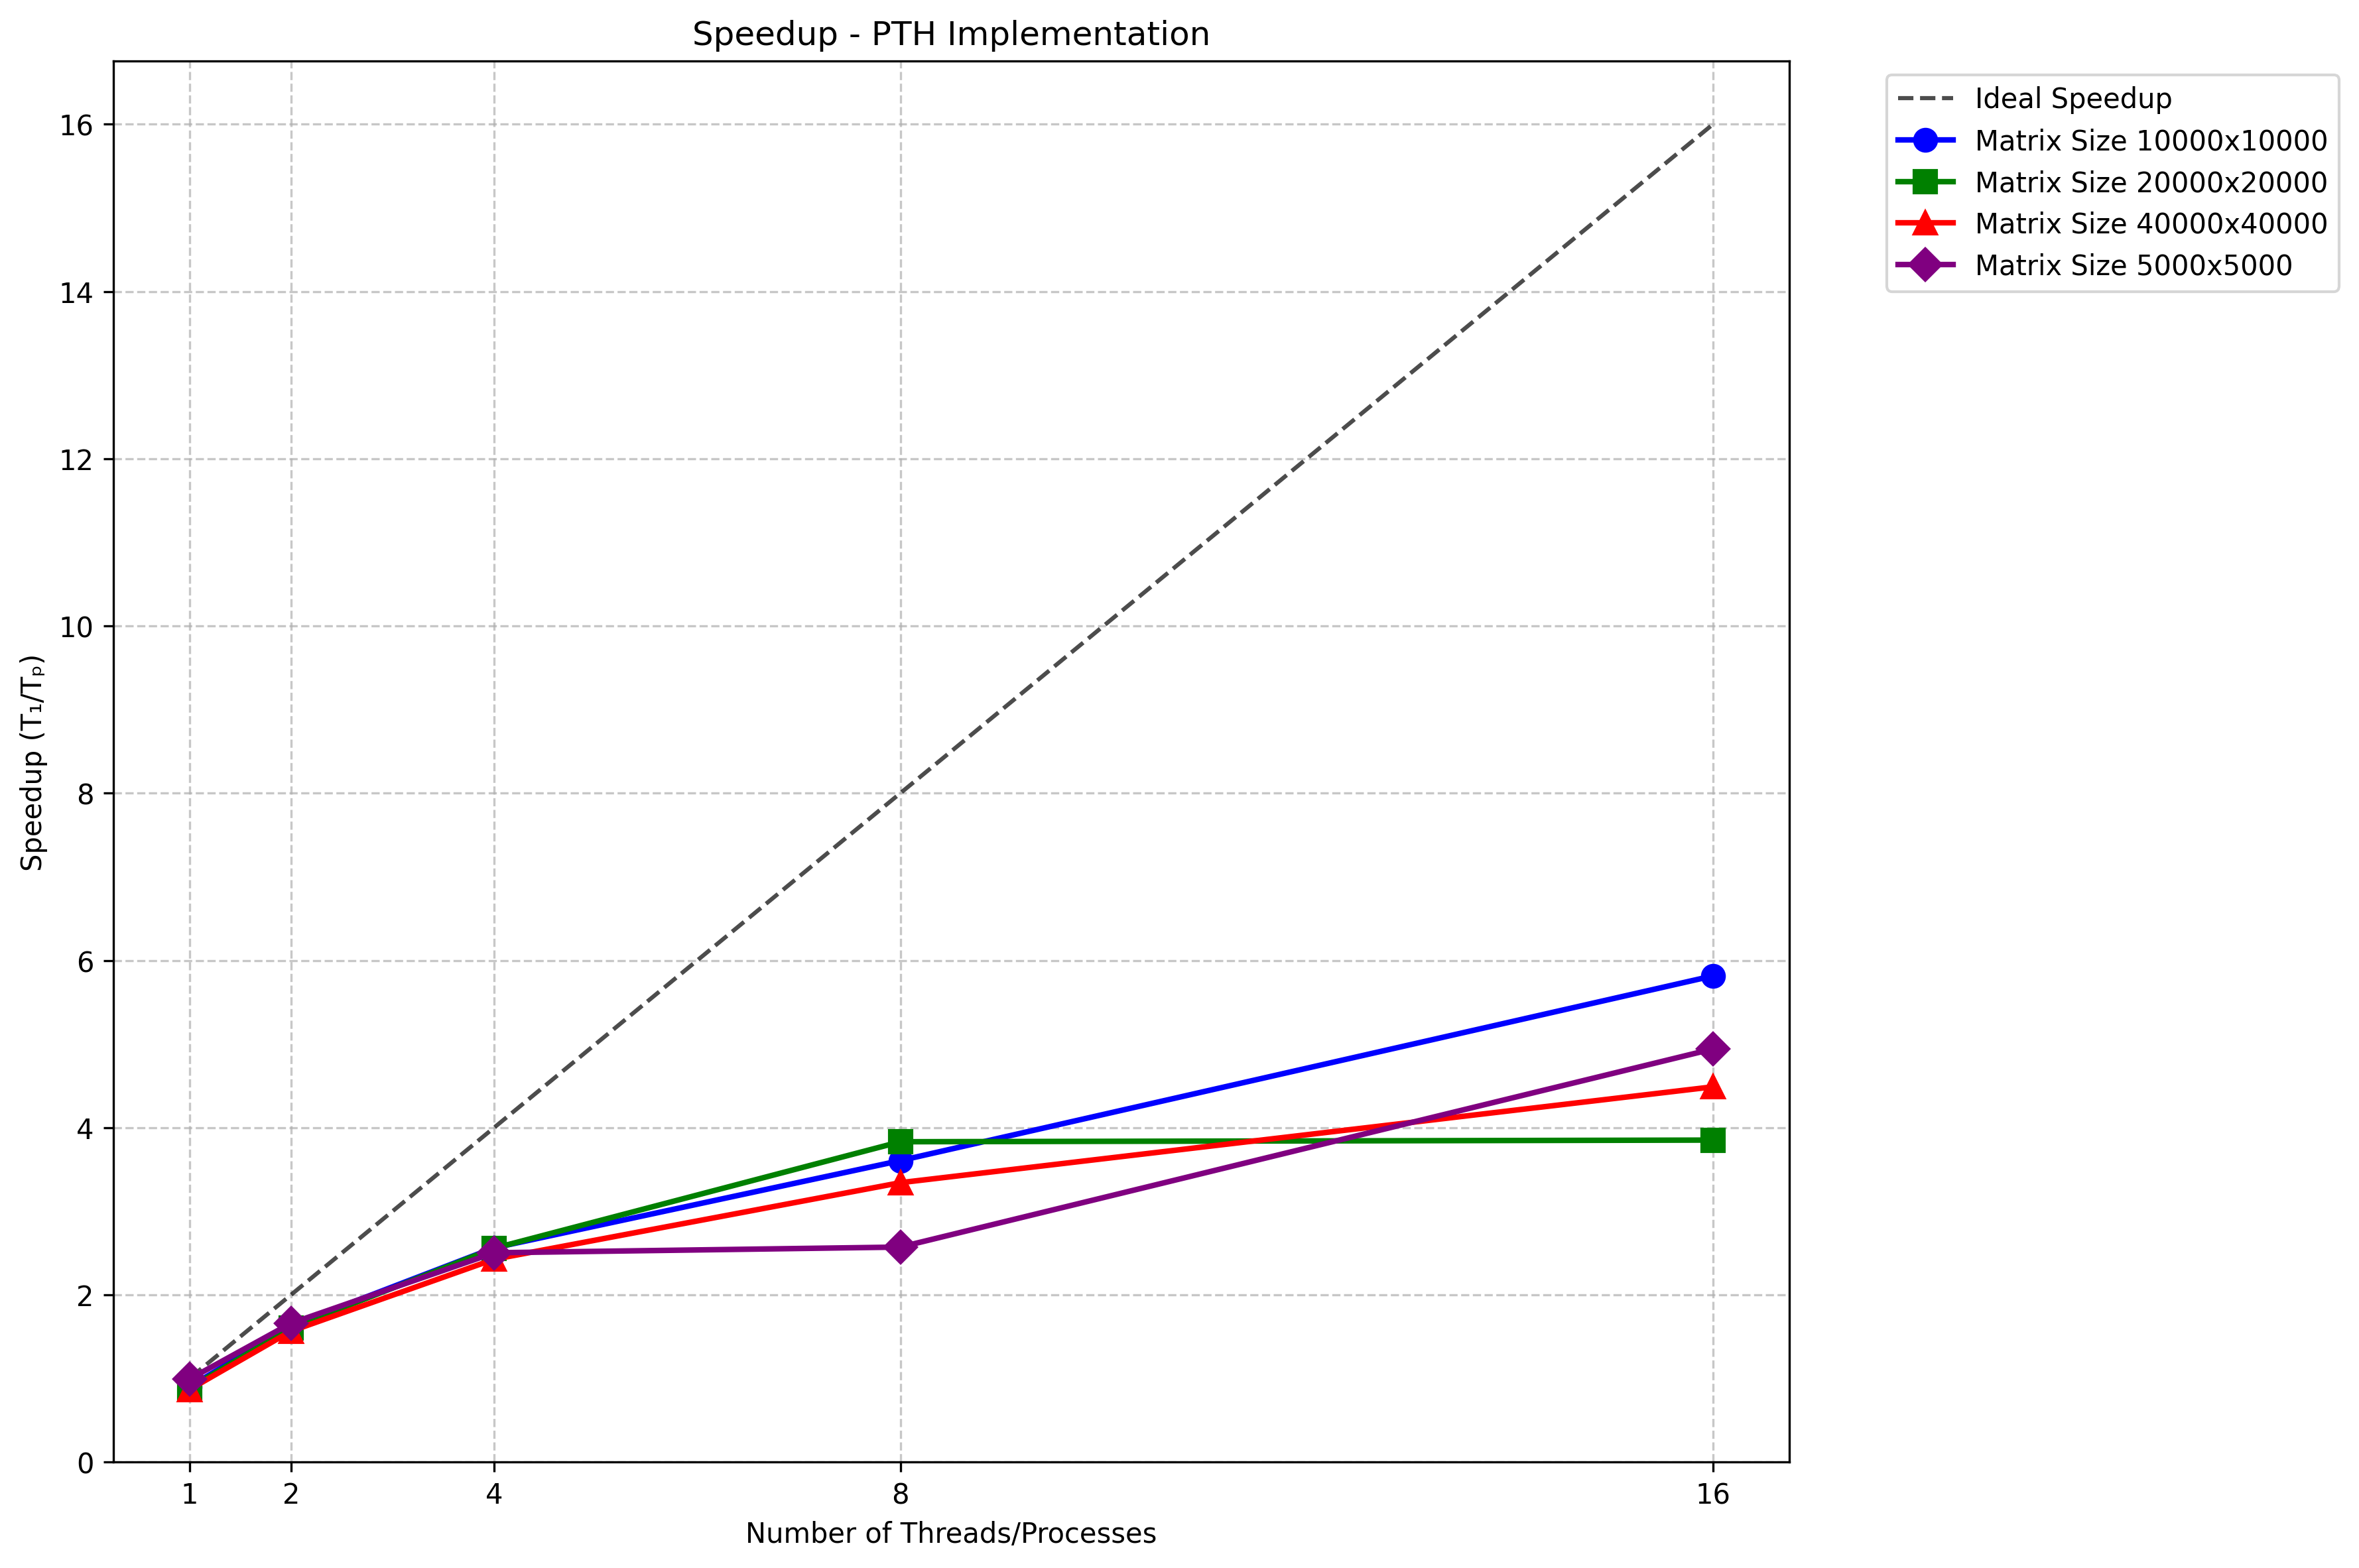 Speedup - PTH Implementation
Speedup (T₁/Tₚ)
16
14
12
10
8
6
4
2
0
1 2 4 8 16
Number of Threads/Processes
Ideal Speedup
Matrix Size 10000x10000
Matrix Size 20000x20000
Matrix Size 40000x40000
Matrix Size 5000x5000